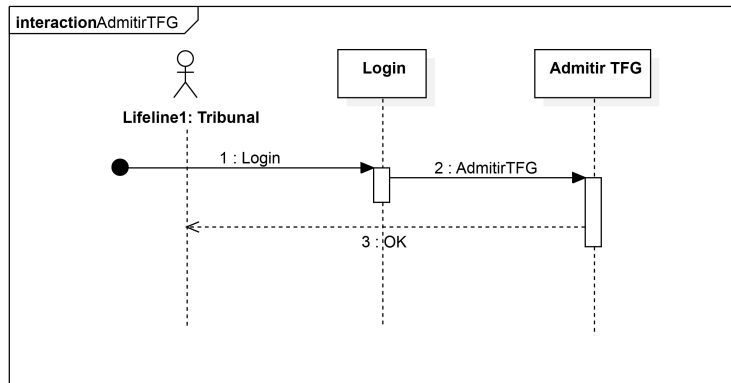 interactionAdmitirTFG
Login
Admitir TFG
Lifeline1: Tribunal
1 : Login
2 : AdmitirTFG
3 : OK